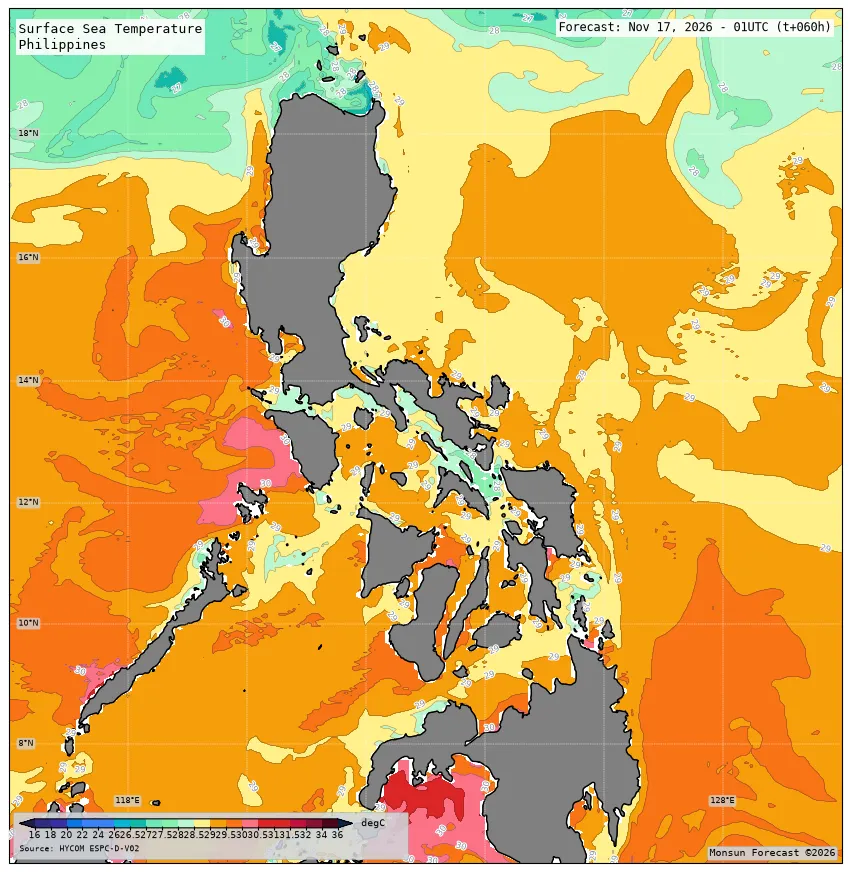 Surface Sea Temperature
Philippines
Forecast: Nov 17, 2026 - 01UTC (t+060h)
18°N
16°N
14°N
12°N
10°N
8°N
118°E
128°E
16 18 20 22 24 26 26.5 27 27.5 28 28.5 29 29.5 30 30.5 31 31.5 32 34 36
degC
Source: HYCOM ESPC-D-V02
Monsun Forecast ©2026